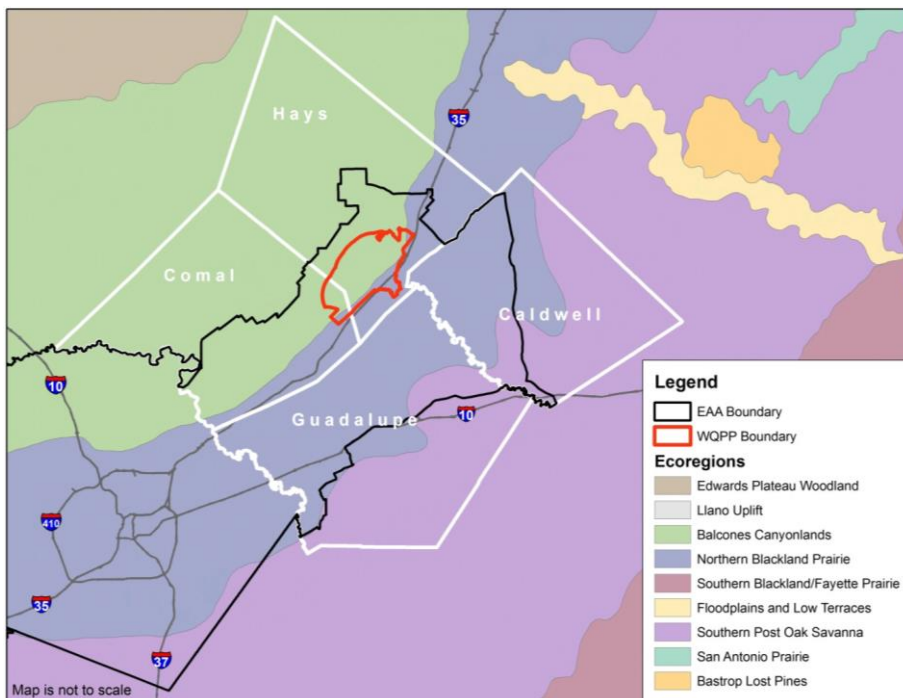 Hays
35
Comal
Caldwell
10
Guadalupe
10
410
35
37
Map is not to scale
Legend
EAA Boundary
WQPP Boundary
Ecoregions
Edwards Plateau Woodland
Llano Uplift
Balcones Canyonlands
Northern Blackland Prairie
Southern Blackland/Fayette Prairie
Floodplains and Low Terraces
Southern Post Oak Savanna
San Antonio Prairie
Bastrop Lost Pines